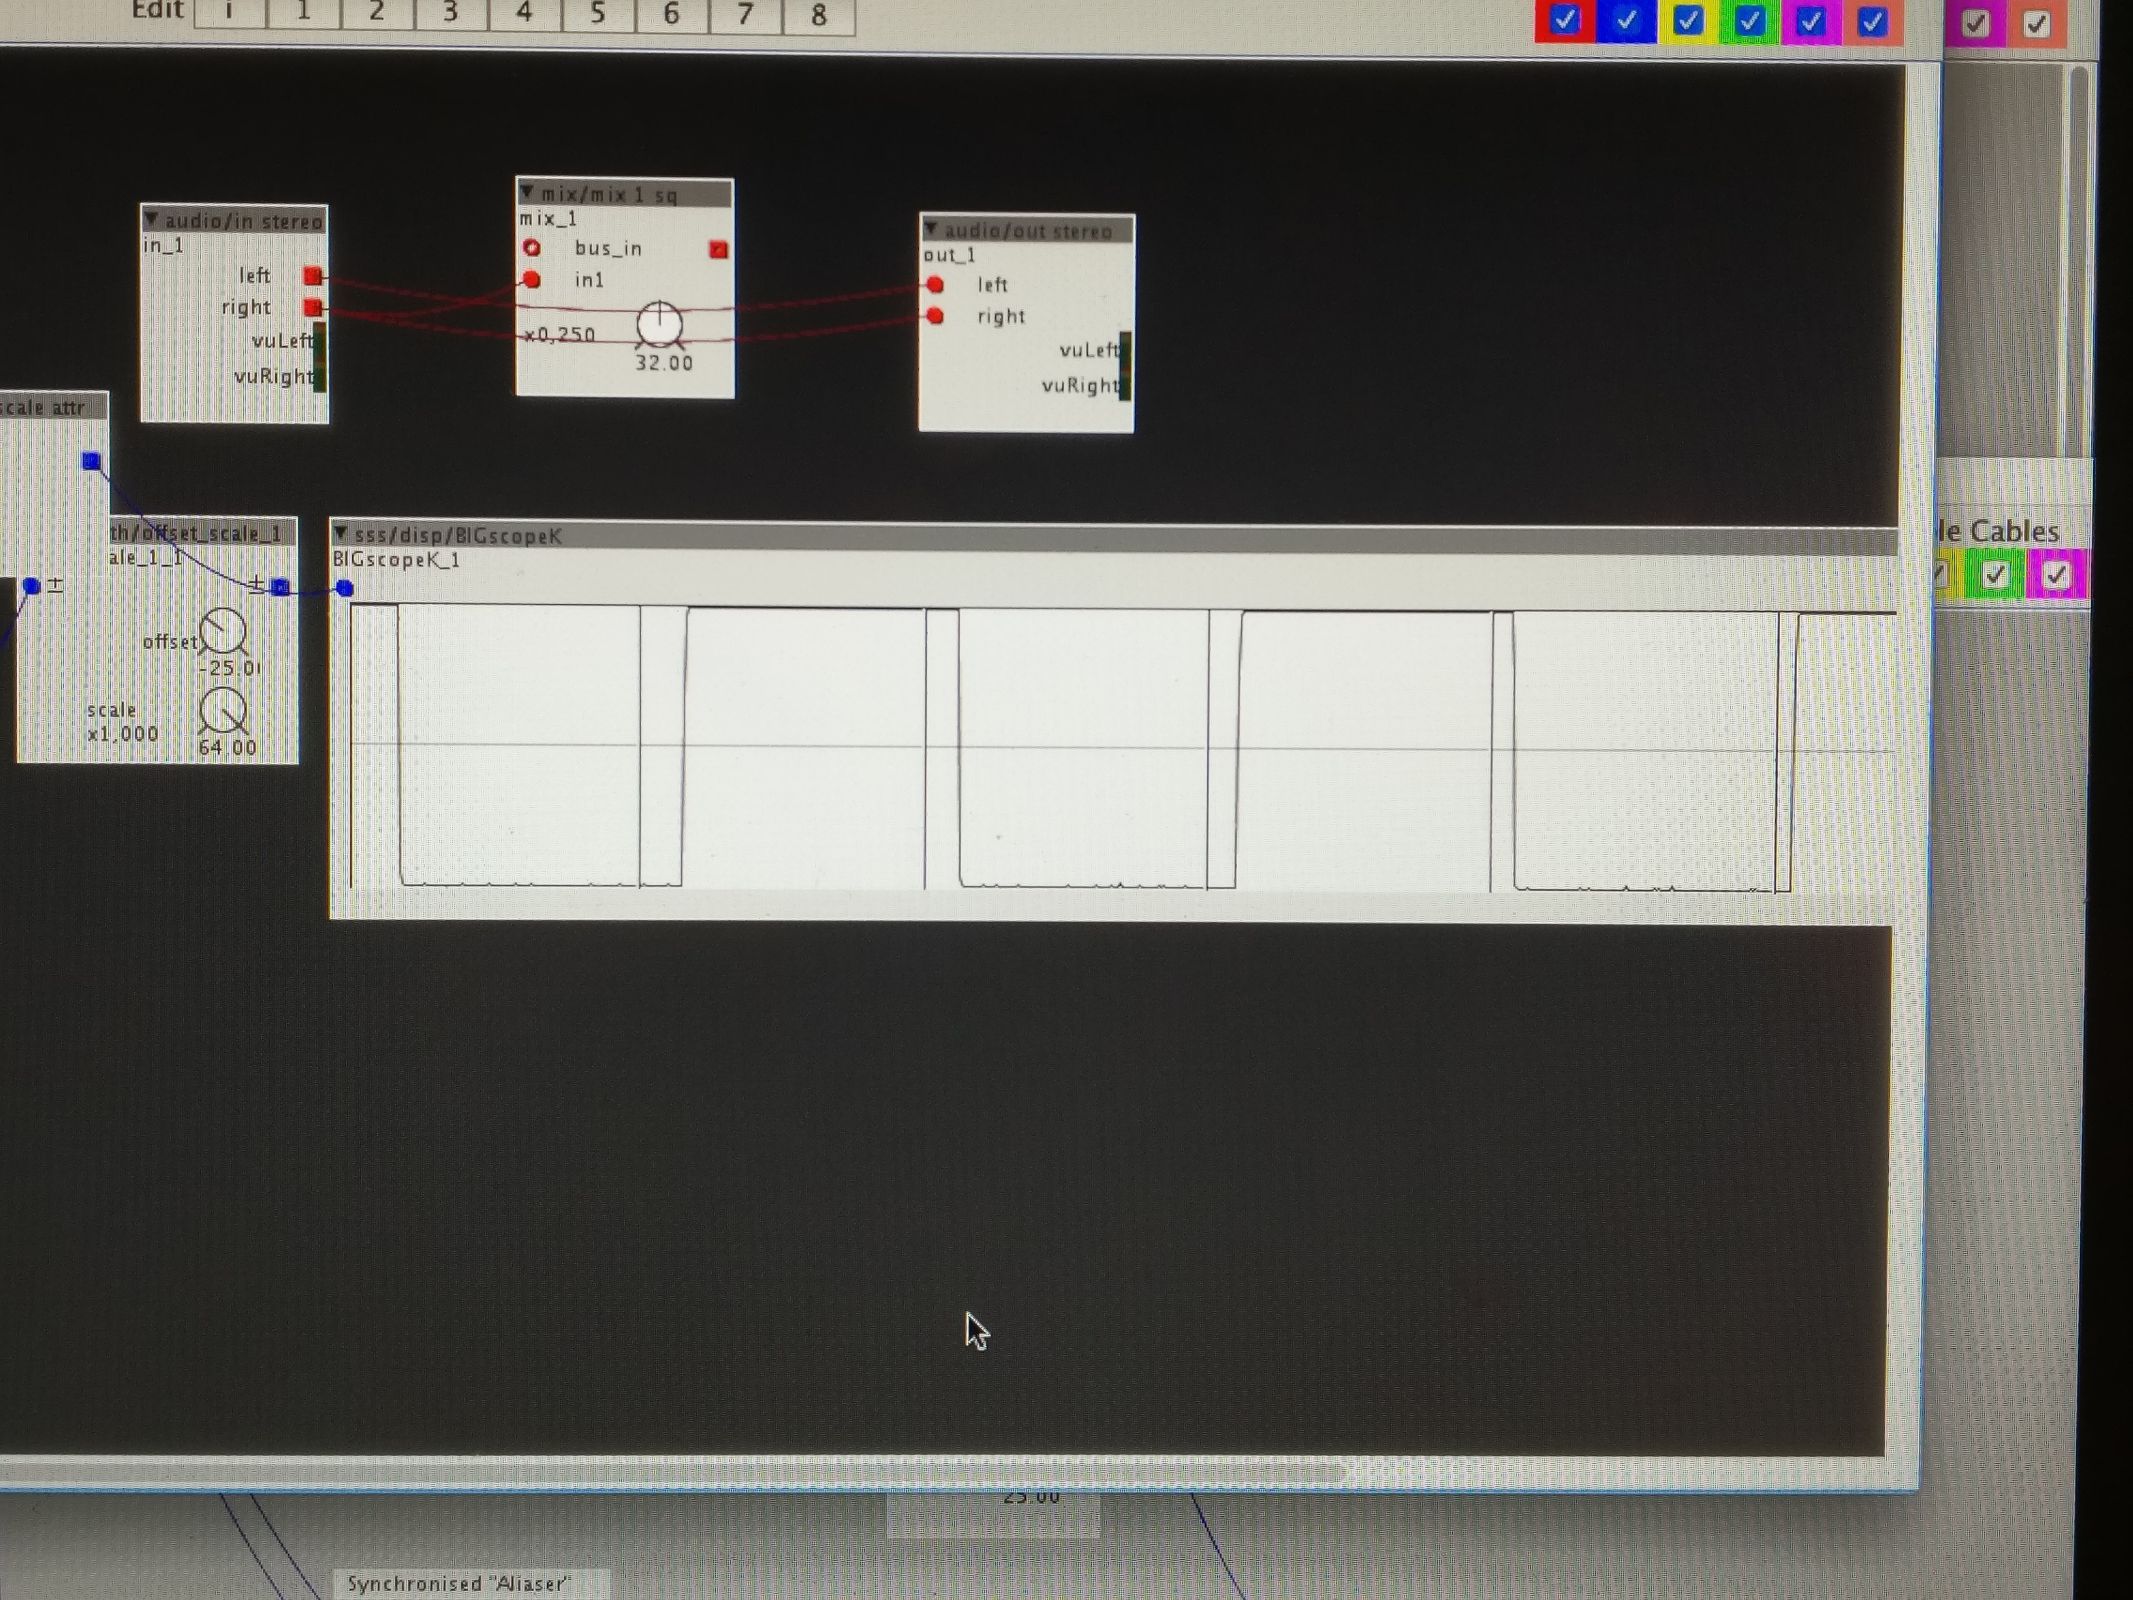 Edit i 1 2 3 4 5 6 7 8
mix/mix 1 sq
mix_1
bus_in
in1
x0,250
32.00
audio/in stereo
in_1
left
right
vuLeft
vuRight
audio/out stereo
out_1
left
right
vuLeft
vuRight
scale attr
th/offset_scale_1
ale_1_1
±
±
offset
-25.0
scale
x1,000
64.00
sss/disp/BIGscopeK
BIGscopeK_1
le Cables
25.00
Synchronised "Aliaser"